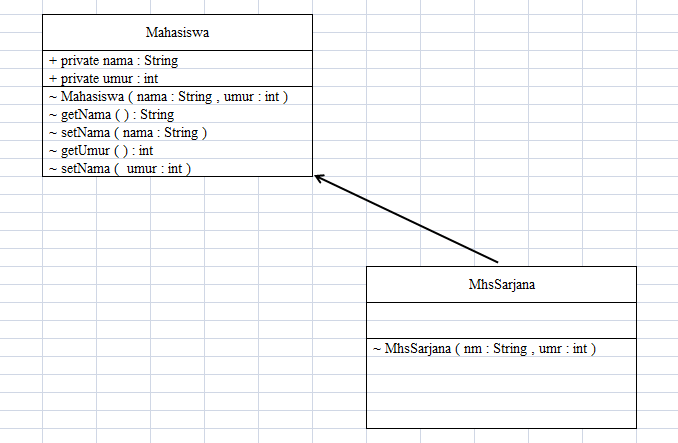 Mahasiswa
+ private nama : String
+ private umur : int
~ Mahasiswa ( nama : String , umur : int )
~ getNama ( ) : String
~ setNama ( nama : String )
~ getUmur ( ) : int
~ setNama (  umur : int )
MhsSarjana
~ MhsSarjana ( nm : String , umr : int )